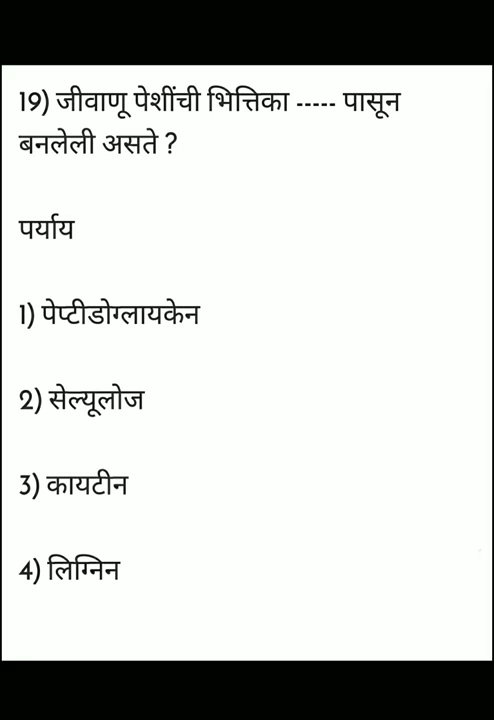 19) जीवाणू पेशींची भित्तिका ----- पासून
बनलेली असते ?
पर्याय
1) पेप्टीडोग्लायकेन
2) सेल्यूलोज
3) कायटीन
4) लिग्निन